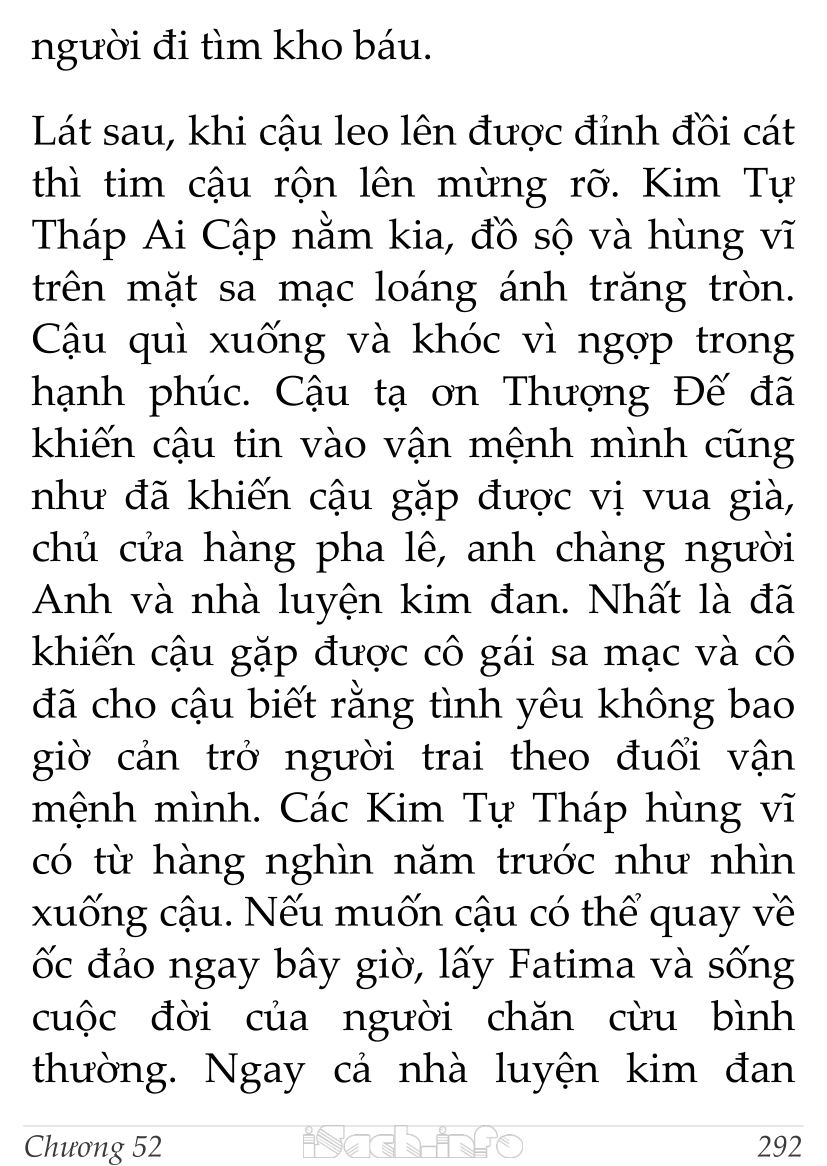 người đi tìm kho báu.
Lát sau, khi cậu leo lên được đỉnh đồi cát
thì tim cậu rộn lên mừng rỡ. Kim Tự
Tháp Ai Cập nằm kia, đồ sộ và hùng vĩ
trên mặt sa mạc loáng ánh trăng tròn.
Cậu quì xuống và khóc vì ngợp trong
hạnh phúc. Cậu tạ ơn Thượng Đế đã
khiến cậu tin vào vận mệnh mình cũng
như đã khiến cậu gặp được vị vua già,
chủ cửa hàng pha lê, anh chàng người
Anh và nhà luyện kim đan. Nhất là đã
khiến cậu gặp được cô gái sa mạc và cô
đã cho cậu biết rằng tình yêu không bao
giờ cản trở người trai theo đuổi vận
mệnh mình. Các Kim Tự Tháp hùng vĩ
có từ hàng nghìn năm trước như nhìn
xuống cậu. Nếu muốn cậu có thể quay về
ốc đảo ngay bây giờ, lấy Fatima và sống
cuộc đời của người chăn cừu bình
thường. Ngay cả nhà luyện kim đan
Chương 52 iSach.info 292